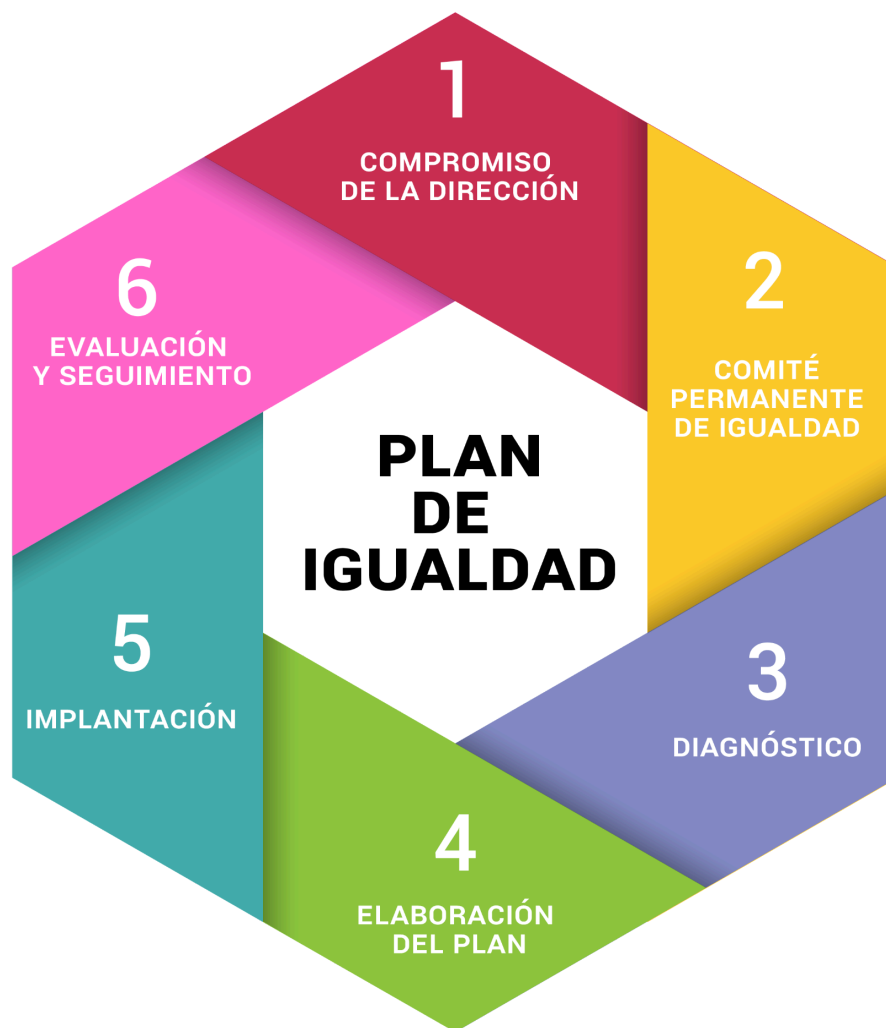 1
COMPROMISO
DE LA DIRECCIÓN
2
COMITÉ
PERMANENTE
DE IGUALDAD
3
DIAGNÓSTICO
4
ELABORACIÓN
DEL PLAN
5
IMPLANTACIÓN
6
EVALUACIÓN
Y SEGUIMIENTO
PLAN
DE
IGUALDAD